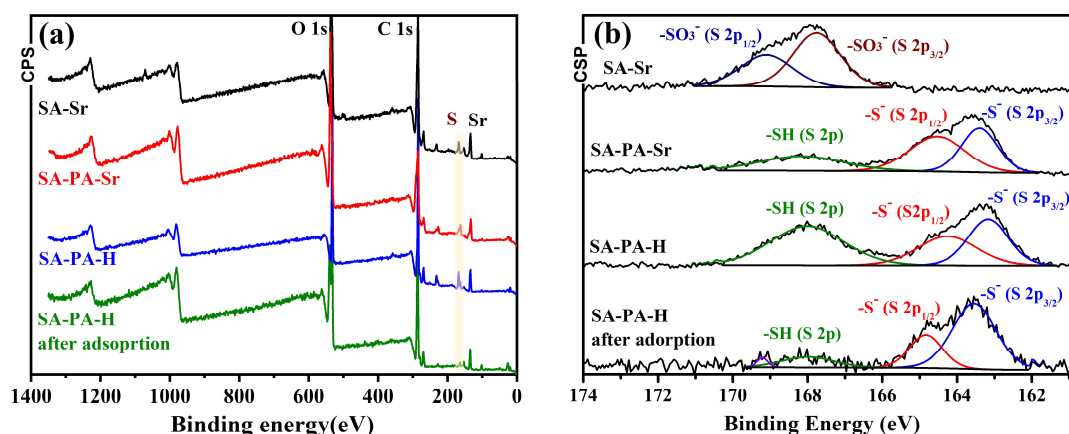 (a)
O 1s
C 1s
S
Sr
SA-Sr
SA-PA-Sr
SA-PA-H
SA-PA-H
after adsoprtion
CPS
1400 1200 1000 800 600 400 200 0
Binding energy(eV)
(b)
-SO₃⁻ (S 2p₁/₂)
-SO₃⁻ (S 2p₃/₂)
SA-Sr
-S⁻ (S 2p₁/₂)
-S⁻ (S 2p₃/₂)
-SH (S 2p)
SA-PA-Sr
-SH (S 2p)
-S⁻ (S2p₁/₂)
-S⁻ (S 2p₃/₂)
SA-PA-H
SA-PA-H
after adorption
-SH (S 2p)
-S⁻ (S 2p₁/₂)
-S⁻ (S 2p₃/₂)
CSP
174 172 170 168 166 164 162
Binding Energy (eV)